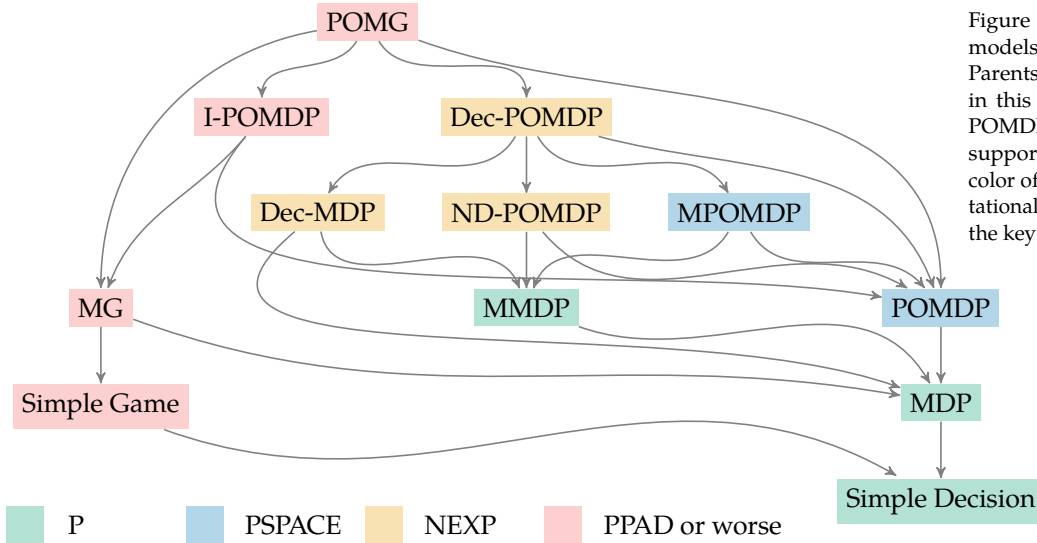 POMG
I-POMDP
Dec-POMDP
Dec-MDP
ND-POMDP
MPOMDP
MG
MMDP
POMDP
Simple Game
MDP
Simple Decision
P
PSPACE
NEXP
PPAD or worse
Figure
models
Parents
in this
POMDP
suppor
color of
tational
the key